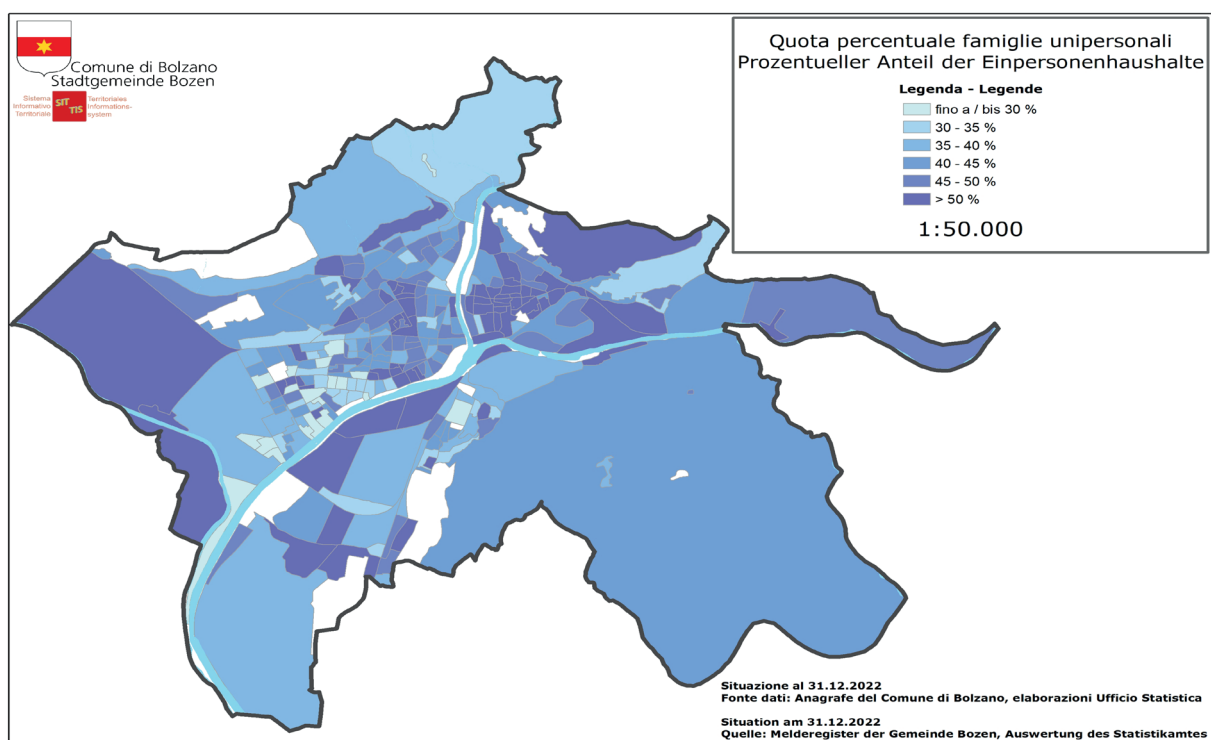 Comune di Bolzano
Stadtgemeinde Bozen
Sistema
Informativo
Territoriale
SIT
TIS
Territoriales
Informations-
system
Quota percentuale famiglie unipersonali
Prozentueller Anteil der Einpersonenhaushalte
Legenda - Legende
fino a / bis 30 %
30 - 35 %
35 - 40 %
40 - 45 %
45 - 50 %
> 50 %
1:50.000
Situazione al 31.12.2022
Fonte dati: Anagrafe del Comune di Bolzano, elaborazioni Ufficio Statistica
Situation am 31.12.2022
Quelle: Melderegister der Gemeinde Bozen, Auswertung des Statistikamtes